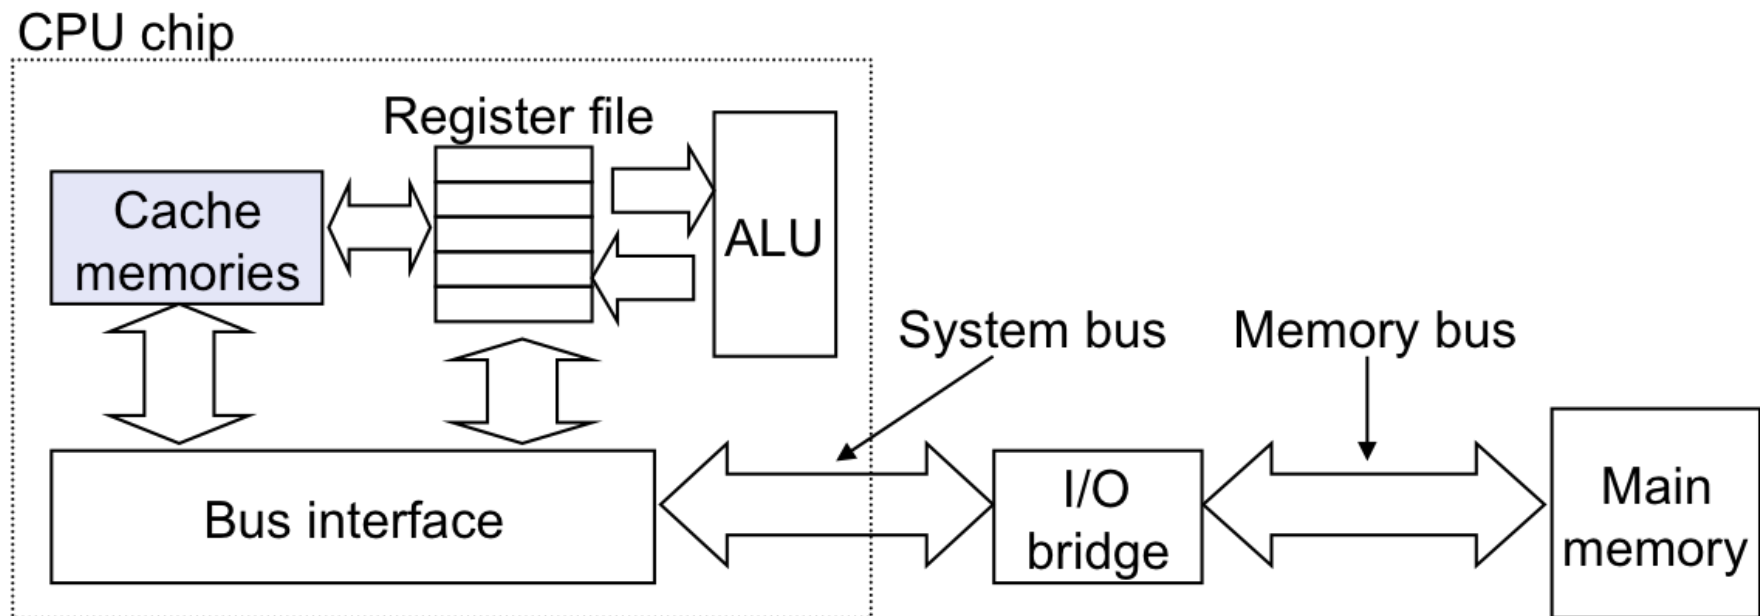 CPU chip
Register file
Cache
memories
ALU
System bus
Memory bus
Bus interface
I/O
bridge
Main
memory